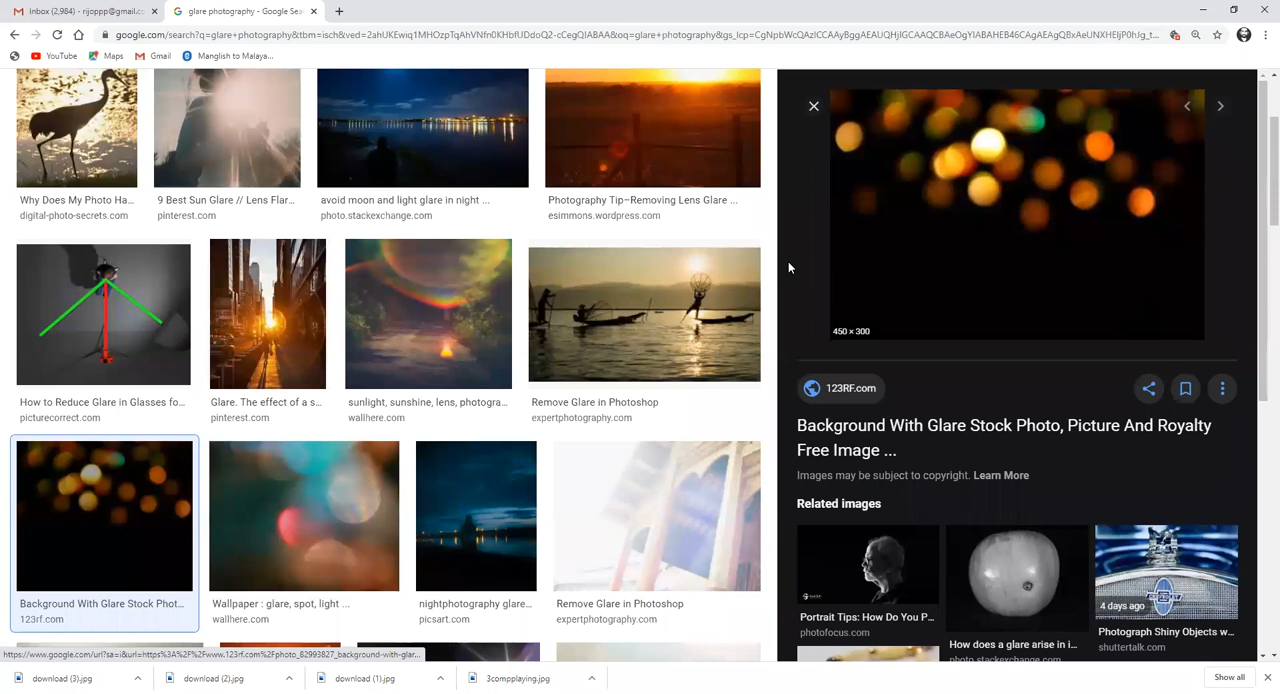 Inbox (2,984) - rijoppp@gmail.co
glare photography - Google Sea
google.com/search?q=glare+photography&tbm=isch&ved=2ahUKEwiq1MHOzpTqAhVNfn0KHbfUDdoQ2-cCegQIABAA&oq=glare+photography&gs_lcp=CgNpbWcQAzICCAAyBggAEAUQHjIGCAAQCBAeOgYIABAHEB46CAgAEAgQBxAeUNXHEljP0hJg_t...
YouTube
Maps
Gmail
Manglish to Malaya...
Why Does My Photo Ha...
digital-photo-secrets.com
9 Best Sun Glare // Lens Flar...
pinterest.com
avoid moon and light glare in night ...
photo.stackexchange.com
Photography Tip–Removing Lens Glare ...
esimmons.wordpress.com
How to Reduce Glare in Glasses fo...
picturecorrect.com
Glare. The effect of a s...
pinterest.com
sunlight, sunshine, lens, photogra...
wallhere.com
Remove Glare in Photoshop
expertphotography.com
Background With Glare Stock Phot...
123rf.com
Wallpaper : glare, spot, light ...
wallhere.com
nightphotography glare...
picsart.com
Remove Glare in Photoshop
expertphotography.com
450 × 300
123RF.com
Background With Glare Stock Photo, Picture And Royalty
Free Image ...
Images may be subject to copyright. Learn More
Related images
Portrait Tips: How Do You P...
photofocus.com
How does a glare arise in i...
photo.stackexchange.com
4 days ago
Photograph Shiny Objects w...
shuttertalk.com
https://www.google.com/url?sa=i&url=https%3A%2F%2Fwww.123rf.com%2Fphoto_82993827_background-with-glar...
download (3).jpg
download (2).jpg
download (1).jpg
3compplaying.jpg
Show all